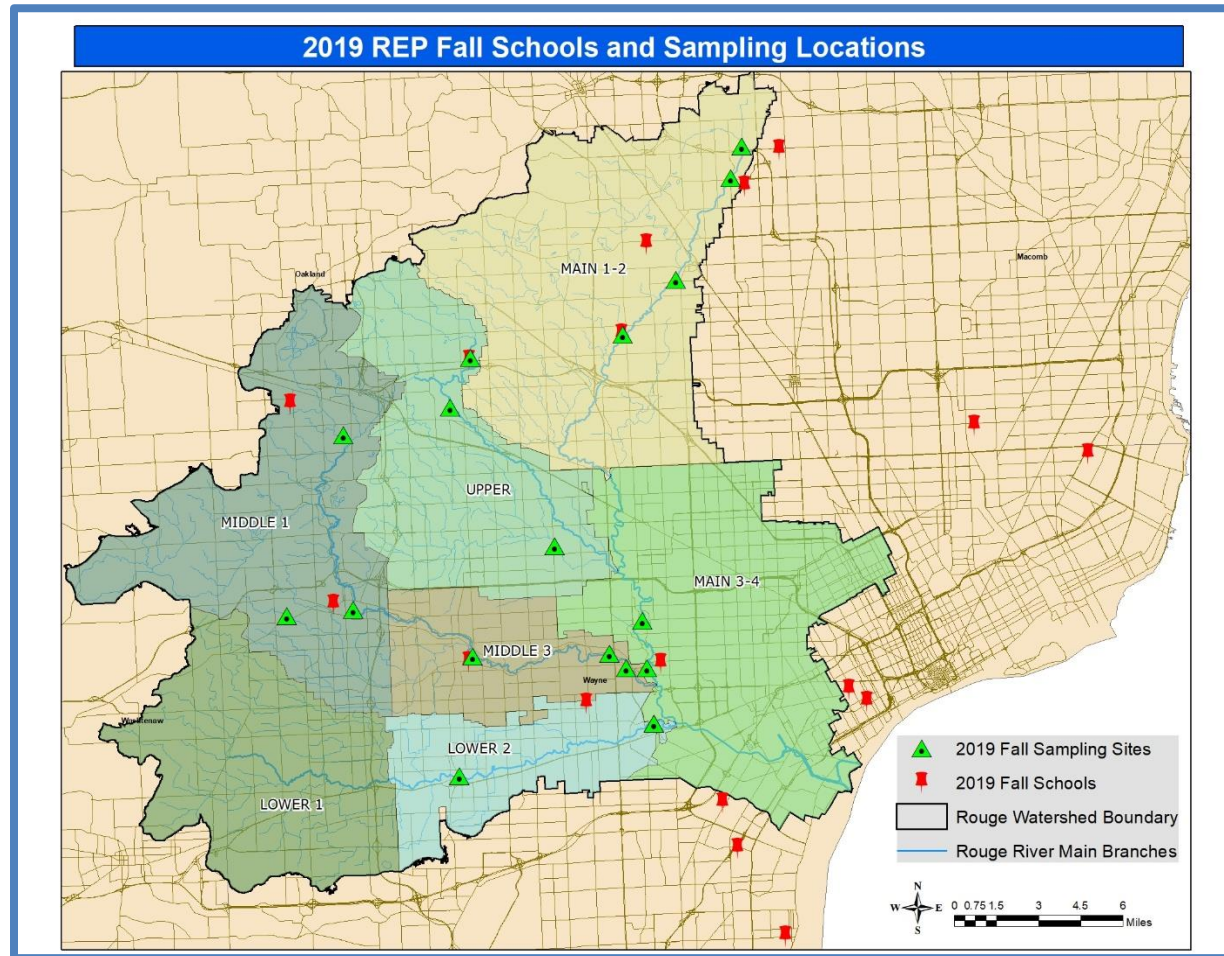 2019 REP Fall Schools and Sampling Locations
Macomb
MAIN 1-2
Oakland
UPPER
MIDDLE 1
MAIN 3-4
MIDDLE 3
Wayne
Washtenaw
LOWER 2
LOWER 1
2019 Fall Sampling Sites
2019 Fall Schools
Rouge Watershed Boundary
Rouge River Main Branches
N
W E
S
0 0.75 1.5 3 4.5 6
Miles